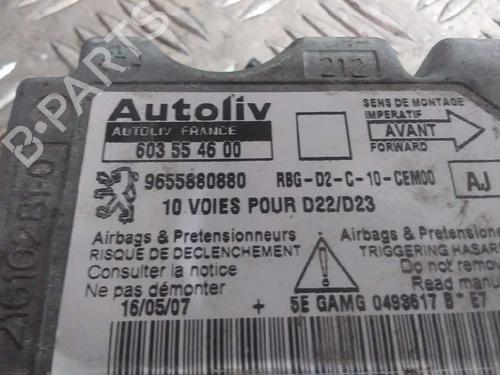 212
Autoliv
AUTOLIV FRANCE
603 55 46 00
SENS DE MONTAGE
IMPERATIF
AVANT
FORWARD
9655880880
RBG-D2-C-10-CEM00
AJ
10 VOIES POUR D22/D23
Airbags & Pretensionneurs
RISQUE DE DECLENCHEMENT
Consulter la notice
Ne pas démonter
Airbags & Pretension
TRIGGERING HASAR
Do not remov
Read manu
16/05/07 + 5E GAMG 0493617 B * E7
B-Parts